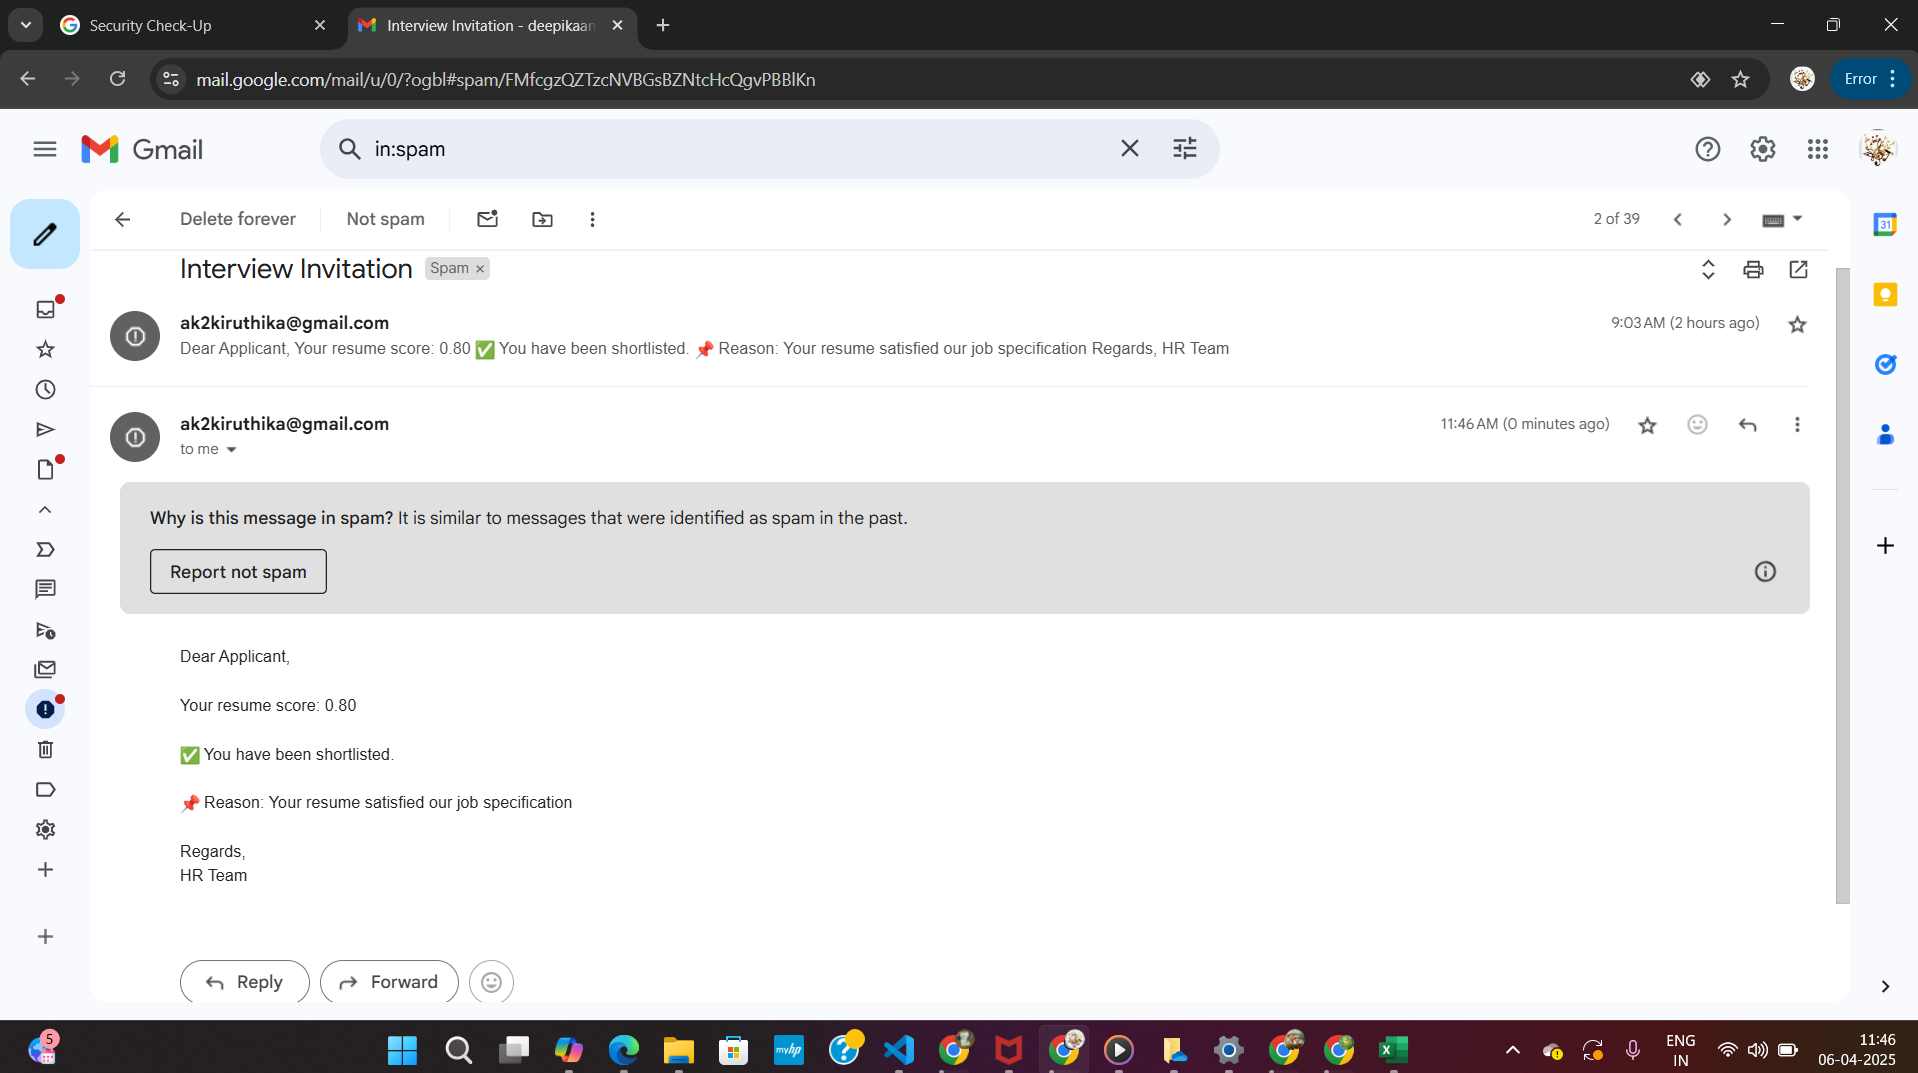 Security Check-Up
Interview Invitation - deepikaan
mail.google.com/mail/u/0/?ogbl#spam/FMfcgzQZTzcNVBGsBZNtcHcQgvPBBlKn
Error
Gmail
in:spam
Delete forever
Not spam
2 of 39
Interview Invitation
Spam ×
ak2kiruthika@gmail.com
9:03 AM (2 hours ago)
Dear Applicant, Your resume score: 0.80 ✅ You have been shortlisted. 📌 Reason: Your resume satisfied our job specification Regards, HR Team
ak2kiruthika@gmail.com
11:46 AM (0 minutes ago)
to me
Why is this message in spam? It is similar to messages that were identified as spam in the past.
Report not spam
Dear Applicant,
Your resume score: 0.80
✅ You have been shortlisted.
📌 Reason: Your resume satisfied our job specification
Regards,
HR Team
Reply
Forward
31
5
myhp
ENG
IN
11:46
06-04-2025